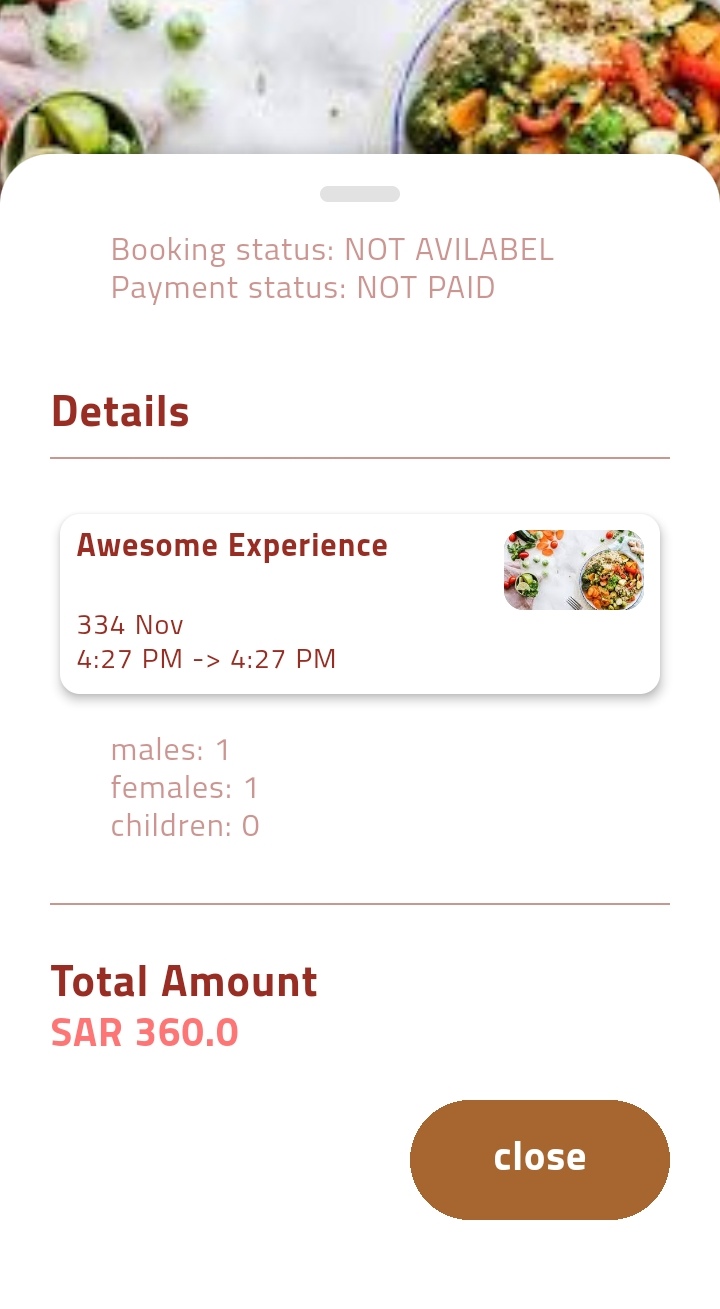 Booking status: NOT AVILABEL
Payment status: NOT PAID
Details
Awesome Experience
334 Nov
4:27 PM -> 4:27 PM
males: 1
females: 1
children: 0
Total Amount
SAR 360.0
close